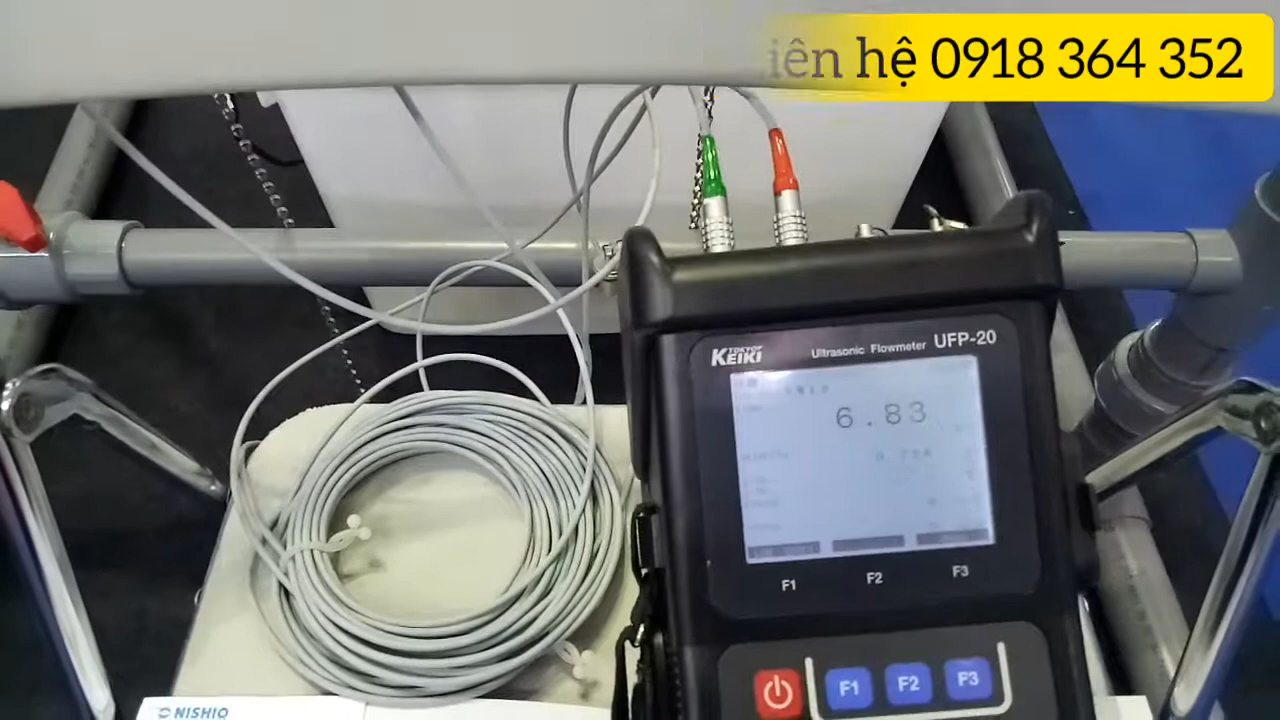 iên hệ 0918 364 352
TOKYO
KEIKI
Ultrasonic Flowmeter UFP-20
6.83
F1 F2 F3
F1 F2 F3
NISHIO